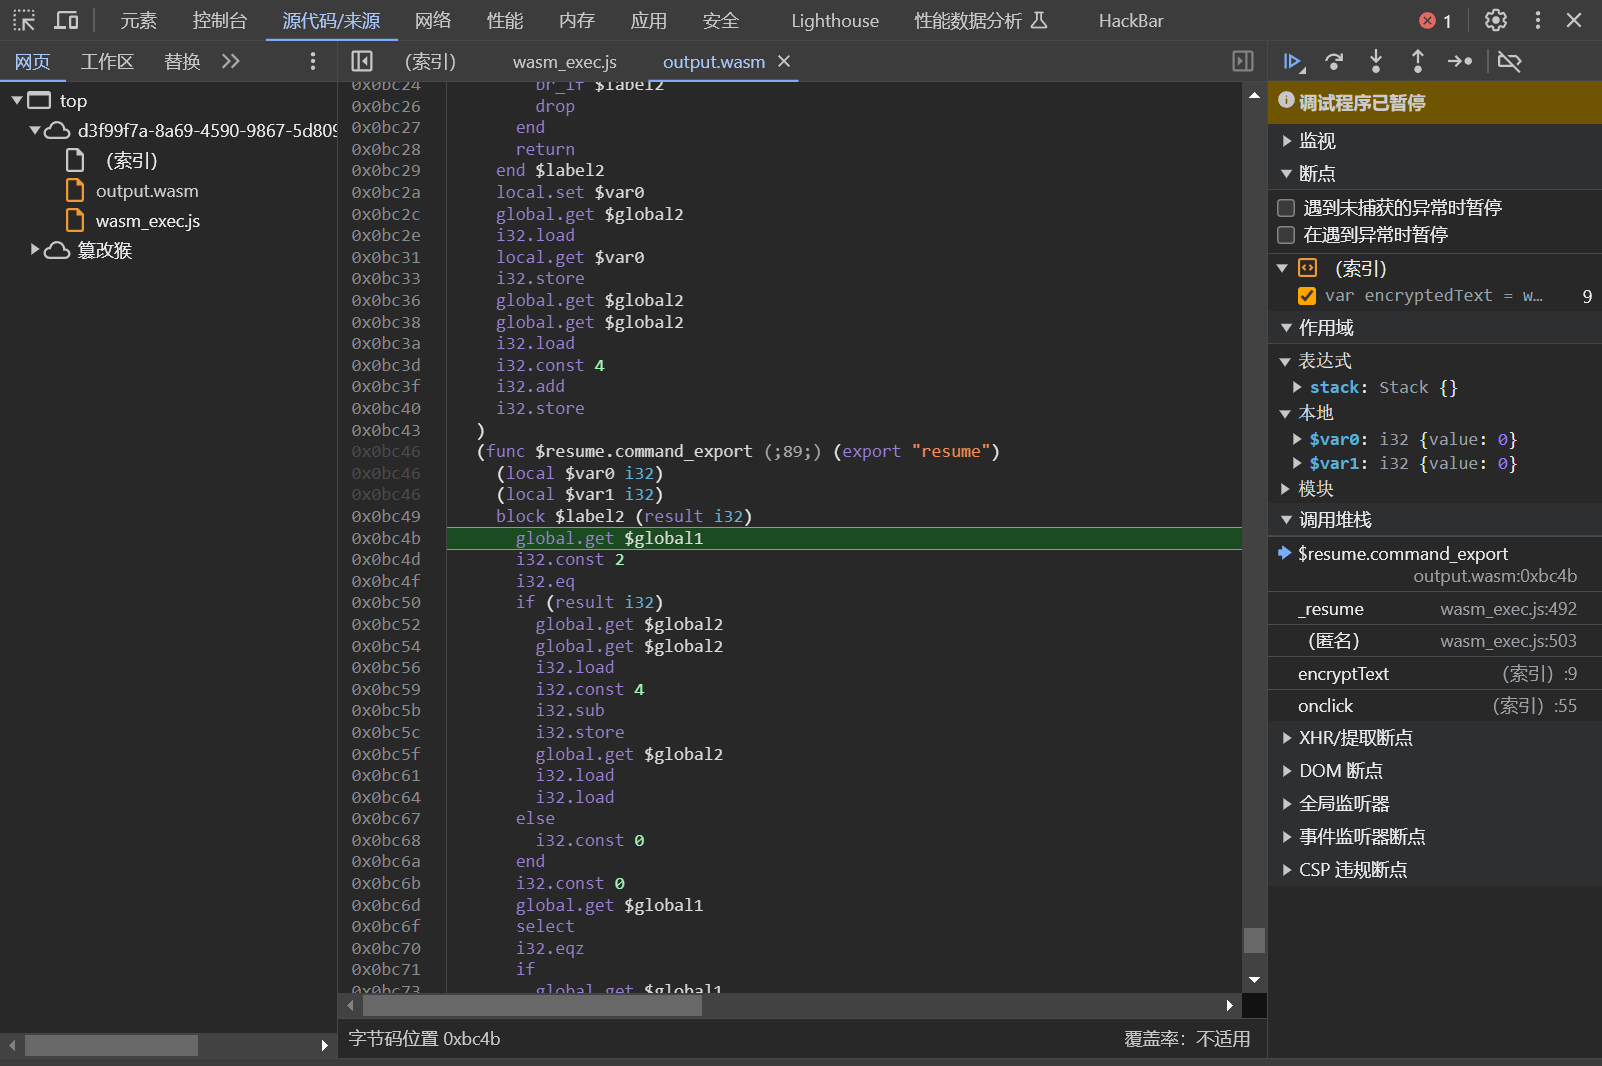 元素 控制台 源代码/来源 网络 性能 内存 应用 安全 Lighthouse 性能数据分析 HackBar 1
网页 工作区 替换
(索引) wasm_exec.js output.wasm
top
d3f99f7a-8a69-4590-9867-5d809
(索引)
output.wasm
wasm_exec.js
篡改猴
0x0bc24 br_if $label2
0x0bc26 drop
0x0bc27 end
0x0bc28 return
0x0bc29 end $label2
0x0bc2a local.set $var0
0x0bc2c global.get $global2
0x0bc2e i32.load
0x0bc31 local.get $var0
0x0bc33 i32.store
0x0bc36 global.get $global2
0x0bc38 global.get $global2
0x0bc3a i32.load
0x0bc3d i32.const 4
0x0bc3f i32.add
0x0bc40 i32.store
0x0bc43 )
0x0bc46 (func $resume.command_export (;89;) (export "resume")
0x0bc46 (local $var0 i32)
0x0bc46 (local $var1 i32)
0x0bc49 block $label2 (result i32)
0x0bc4b global.get $global1
0x0bc4d i32.const 2
0x0bc4f i32.eq
0x0bc50 if (result i32)
0x0bc52 global.get $global2
0x0bc54 global.get $global2
0x0bc56 i32.load
0x0bc59 i32.const 4
0x0bc5b i32.sub
0x0bc5c i32.store
0x0bc5f global.get $global2
0x0bc61 i32.load
0x0bc64 i32.load
0x0bc67 else
0x0bc68 i32.const 0
0x0bc6a end
0x0bc6b i32.const 0
0x0bc6d global.get $global1
0x0bc6f select
0x0bc70 i32.eqz
0x0bc71 if
0x0bc73 global.get $global1
字节码位置 0xbc4b 覆盖率：不适用
调试程序已暂停
监视
断点
遇到未捕获的异常时暂停
在遇到异常时暂停
(索引)
var encryptedText = w… 9
作用域
表达式
stack: Stack {}
本地
$var0: i32 {value: 0}
$var1: i32 {value: 0}
模块
调用堆栈
$resume.command_export
output.wasm:0xbc4b
_resume wasm_exec.js:492
(匿名) wasm_exec.js:503
encryptText (索引) :9
onclick (索引) :55
XHR/提取断点
DOM 断点
全局监听器
事件监听器断点
CSP 违规断点